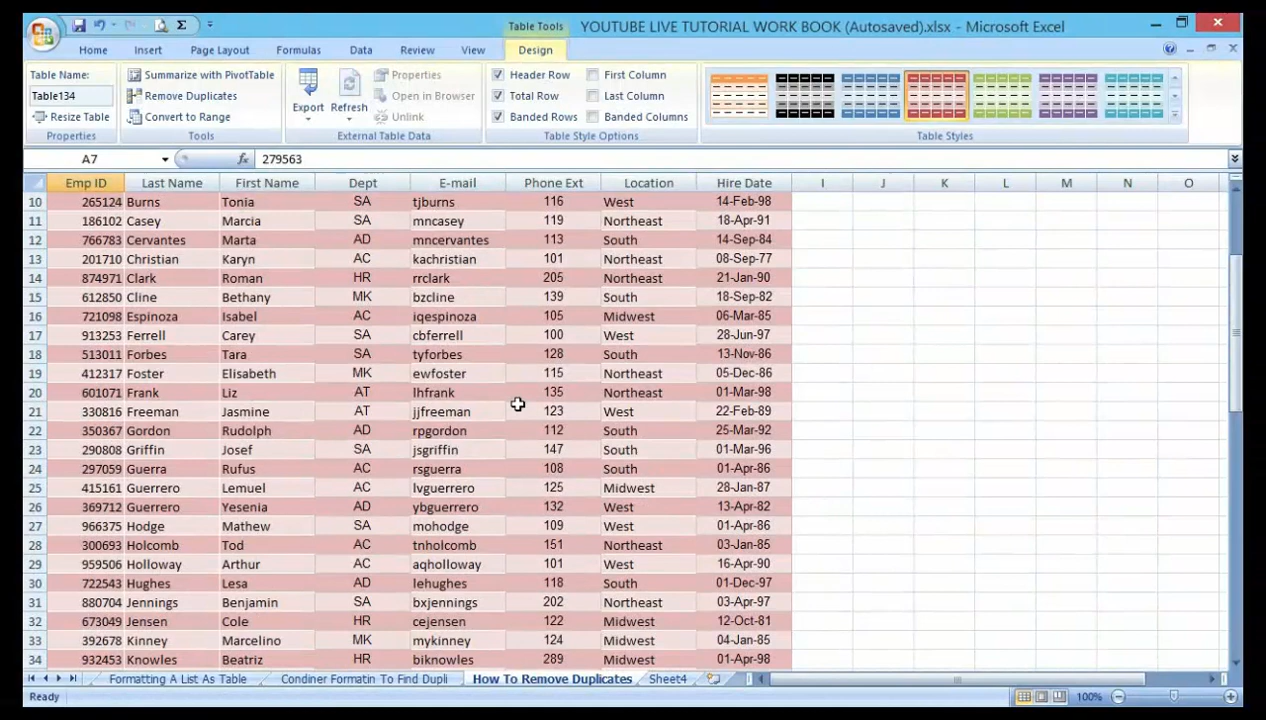 Table Tools YOUTUBE LIVE TUTORIAL WORK BOOK (Autosaved).xlsx - Microsoft Excel
Home Insert Page Layout Formulas Data Review View Design
Table Name: Summarize with PivotTable Properties Header Row First Column
Table134 Remove Duplicates Export Refresh Open in Browser Total Row Last Column
Resize Table Convert to Range Unlink Banded Rows Banded Columns
Properties Tools External Table Data Table Style Options Table Styles
A7 fx 279563
Emp ID Last Name First Name Dept E-mail Phone Ext Location Hire Date I J K L M N O
10 265124 Burns Tonia SA tjburns 116 West 14-Feb-98
11 186102 Casey Marcia SA mncasey 119 Northeast 18-Apr-91
12 766783 Cervantes Marta AD mncervantes 113 South 14-Sep-84
13 201710 Christian Karyn AC kachristian 101 Northeast 08-Sep-77
14 874971 Clark Roman HR rrclark 205 Northeast 21-Jan-90
15 612850 Cline Bethany MK bzcline 139 South 18-Sep-82
16 721098 Espinoza Isabel AC iqespinoza 105 Midwest 06-Mar-85
17 913253 Ferrell Carey SA cbferrell 100 West 28-Jun-97
18 513011 Forbes Tara SA tyforbes 128 South 13-Nov-86
19 412317 Foster Elisabeth MK ewfoster 115 Northeast 05-Dec-86
20 601071 Frank Liz AT lhfrank 135 Northeast 01-Mar-98
21 330816 Freeman Jasmine AT jjfreeman 123 West 22-Feb-89
22 350367 Gordon Rudolph AD rpgordon 112 South 25-Mar-92
23 290808 Griffin Josef SA jsgriffin 147 South 01-Mar-96
24 297059 Guerra Rufus AC rsguerra 108 South 01-Apr-86
25 415161 Guerrero Lemuel AC lvguerrero 125 Midwest 28-Jan-87
26 369712 Guerrero Yesenia AD ybguerrero 132 West 13-Apr-82
27 966375 Hodge Mathew SA mohodge 109 West 01-Apr-86
28 300693 Holcomb Tod AC tnholcomb 151 Northeast 03-Jan-85
29 959506 Holloway Arthur AC aqholloway 101 West 16-Apr-90
30 722543 Hughes Lesa AD lehughes 118 South 01-Dec-97
31 880704 Jennings Benjamin SA bxjennings 202 Northeast 03-Apr-97
32 673049 Jensen Cole HR cejensen 122 Midwest 12-Oct-81
33 392678 Kinney Marcelino MK mykinney 124 Midwest 04-Jan-85
34 932453 Knowles Beatriz HR biknowles 289 Midwest 01-Apr-98
Formatting A List As Table Condiner Formatin To Find Dupli How To Remove Duplicates Sheet4
Ready 100%